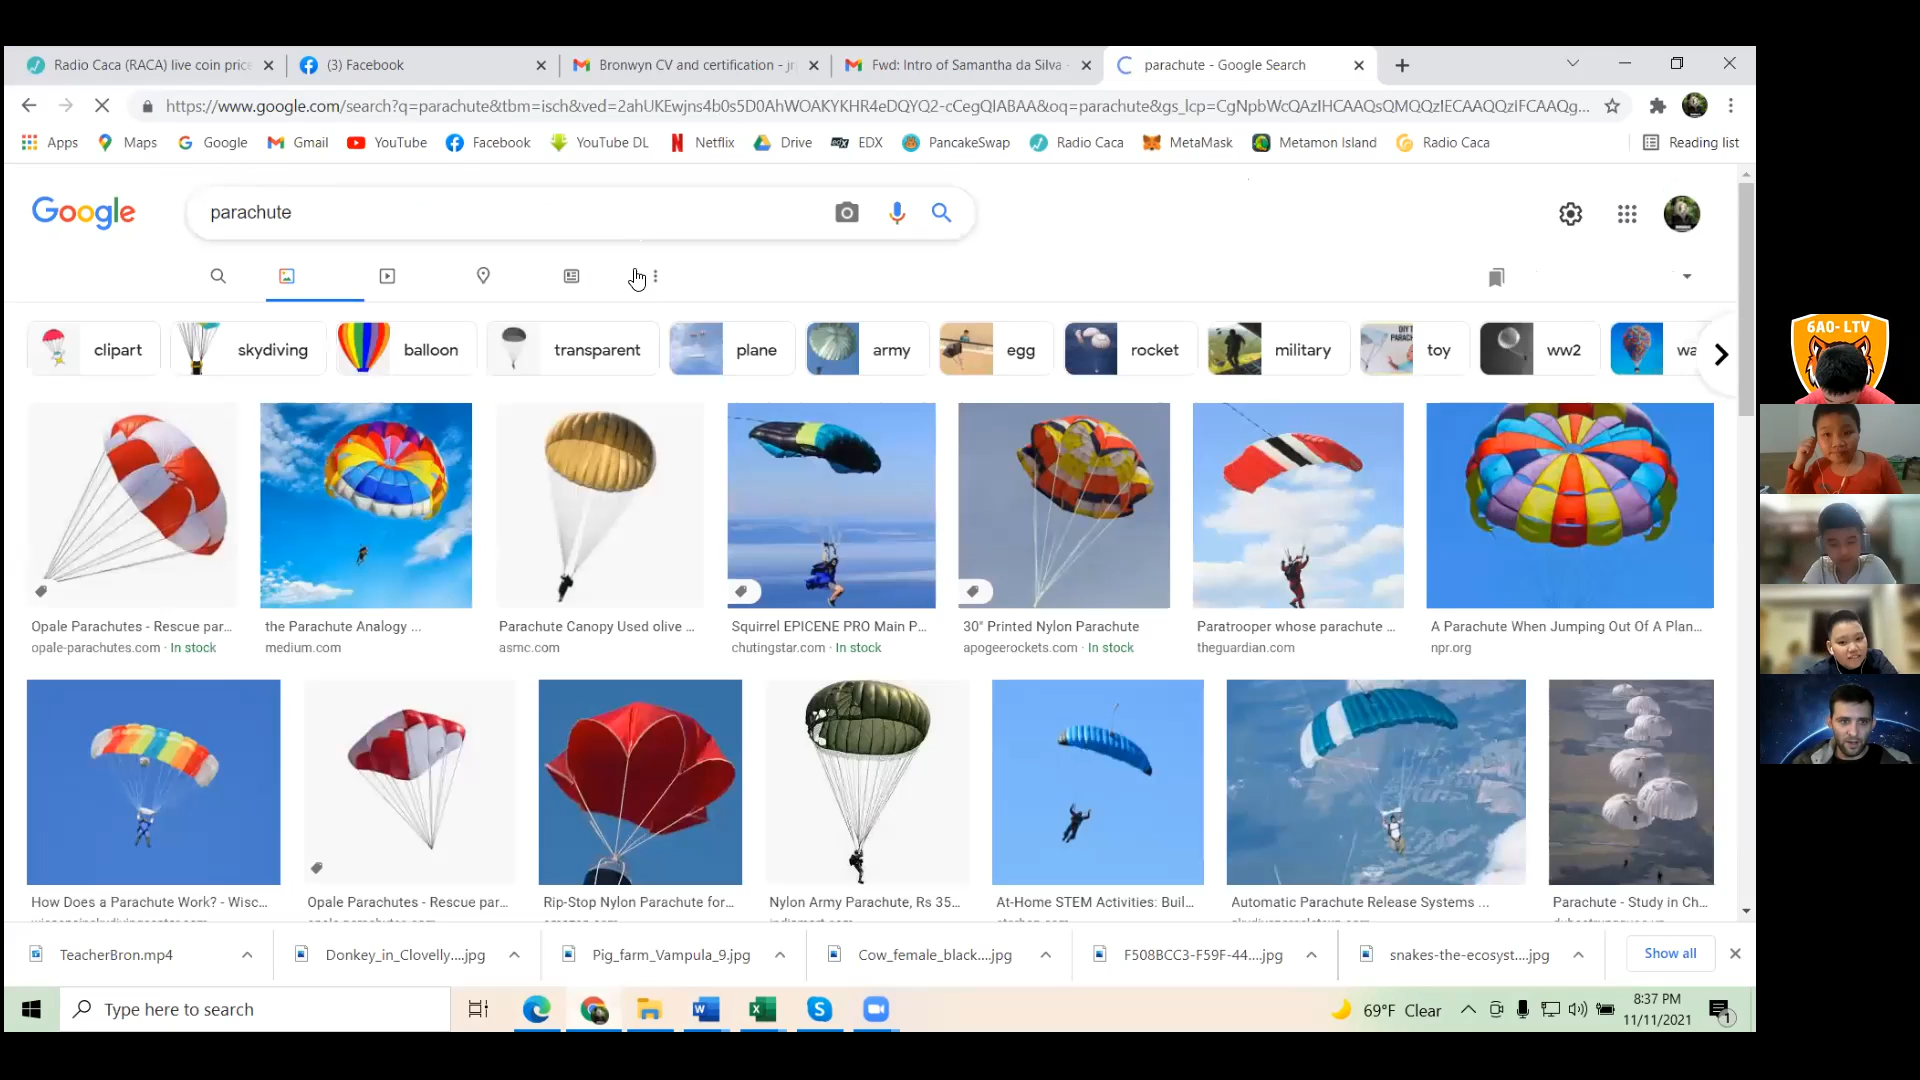 Radio Caca (RACA) live coin price
(3) Facebook
Bronwyn CV and certification - jr
Fwd: Intro of Samantha da Silva -
parachute - Google Search
https://www.google.com/search?q=parachute&tbm=isch&ved=2ahUKEwjns4b0s5D0AhWOAKYKHR4eDQYQ2-cCegQIABAA&oq=parachute&gs_lcp=CgNpbWcQAzIHCAAQsQMQQzIECAAQQzIFCAAQg...
Apps
Maps
Google
Gmail
YouTube
Facebook
YouTube DL
Netflix
Drive
EDX
PancakeSwap
Radio Caca
MetaMask
Metamon Island
Radio Caca
Reading list
Google
parachute
clipart
skydiving
balloon
transparent
plane
army
egg
rocket
military
toy
ww2
wa
6A0- LTV
Opale Parachutes - Rescue par...
the Parachute Analogy ...
Parachute Canopy Used olive ...
Squirrel EPICENE PRO Main P...
30" Printed Nylon Parachute
Paratrooper whose parachute ...
A Parachute When Jumping Out Of A Plan...
opale-parachutes.com · In stock
medium.com
asmc.com
chutingstar.com · In stock
apogeerockets.com · In stock
theguardian.com
npr.org
How Does a Parachute Work? - Wisc...
Opale Parachutes - Rescue par...
Rip-Stop Nylon Parachute for...
Nylon Army Parachute, Rs 35...
At-Home STEM Activities: Buil...
Automatic Parachute Release Systems ...
Parachute - Study in Ch...
TeacherBron.mp4
Donkey_in_Clovelly....jpg
Pig_farm_Vampula_9.jpg
Cow_female_black....jpg
F508BCC3-F59F-44....jpg
snakes-the-ecosyst....jpg
Show all
Type here to search
69°F Clear
8:37 PM
11/11/2021
1